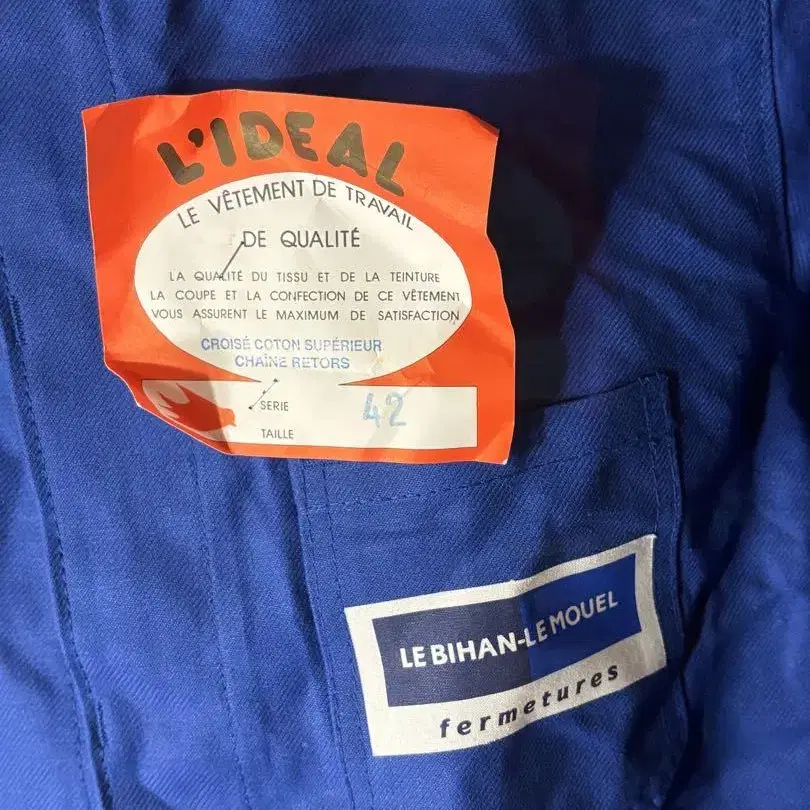 L'IDEAL
LE VÊTEMENT DE TRAVAIL
DE QUALITÉ
LA QUALITÉ DU TISSU ET DE LA TEINTURE
LA COUPE ET LA CONFECTION DE CE VÊTEMENT
VOUS ASSURENT LE MAXIMUM DE SATISFACTION
CROISÉ COTON SUPÉRIEUR
CHAÎNE RETORS
SERIE
42
TAILLE
LE BIHAN-LE MOUEL
fermetures